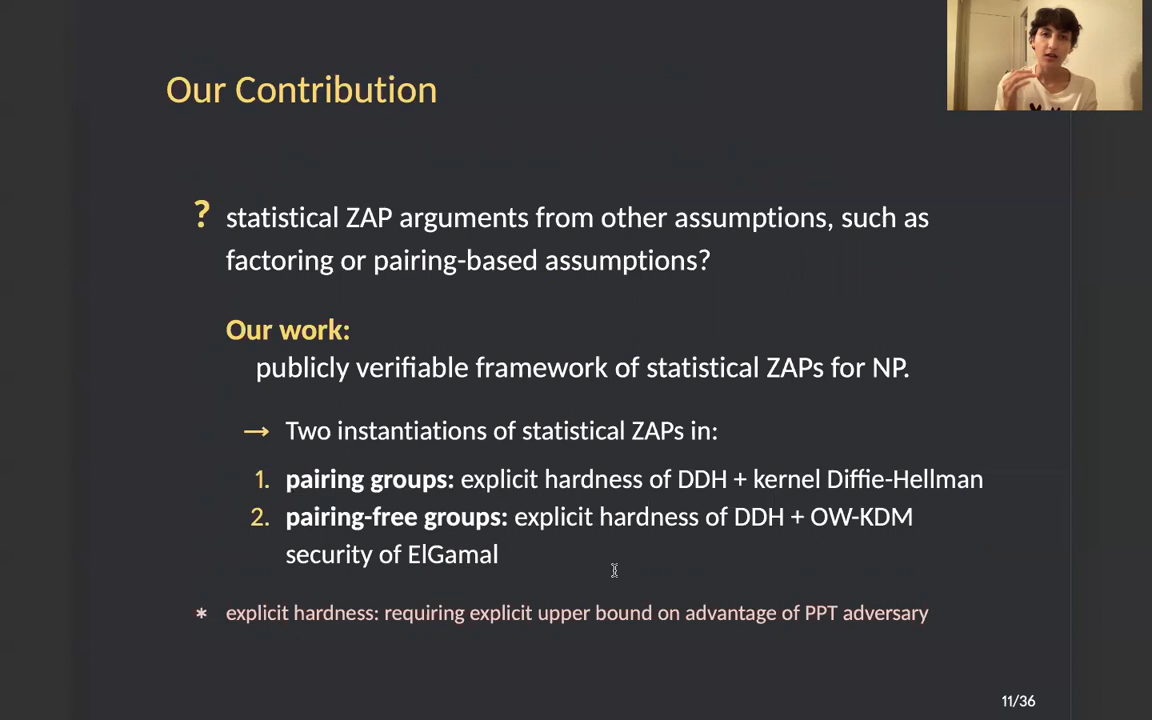 Our Contribution
? statistical ZAP arguments from other assumptions, such as
factoring or pairing-based assumptions?
Our work:
publicly verifiable framework of statistical ZAPs for NP.
→ Two instantiations of statistical ZAPs in:
1. pairing groups: explicit hardness of DDH + kernel Diffie-Hellman
2. pairing-free groups: explicit hardness of DDH + OW-KDM
security of ElGamal
* explicit hardness: requiring explicit upper bound on advantage of PPT adversary
11/36